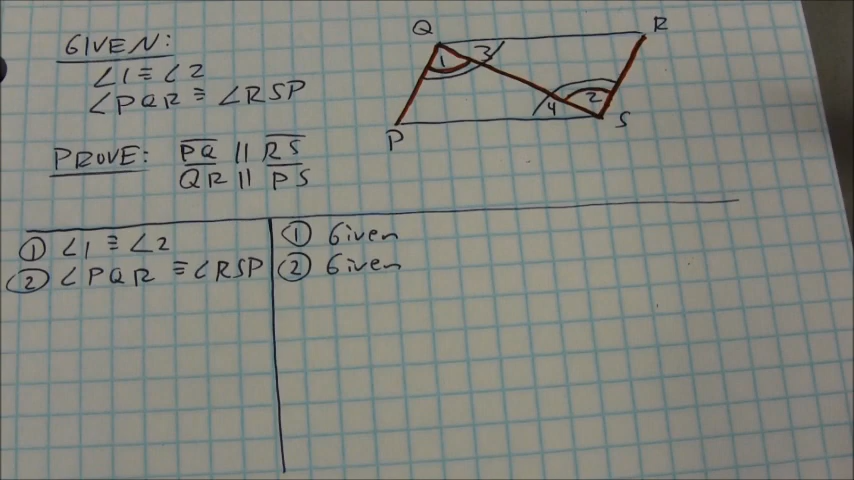 GIVEN:
∠1 ≅ ∠2
∠PQR ≅ ∠RSP
PROVE: PQ || RS
QR || PS
Q
R
1
3
4
2
S
P
① ∠1 ≅ ∠2
① Given
② ∠PQR ≅ ∠RSP
② Given